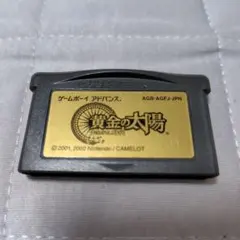 ゲームボーイ アドバンス
AGB-AGFJ-JPN
黄金の太陽
© 2001, 2002 Nintendo / CAMELOT